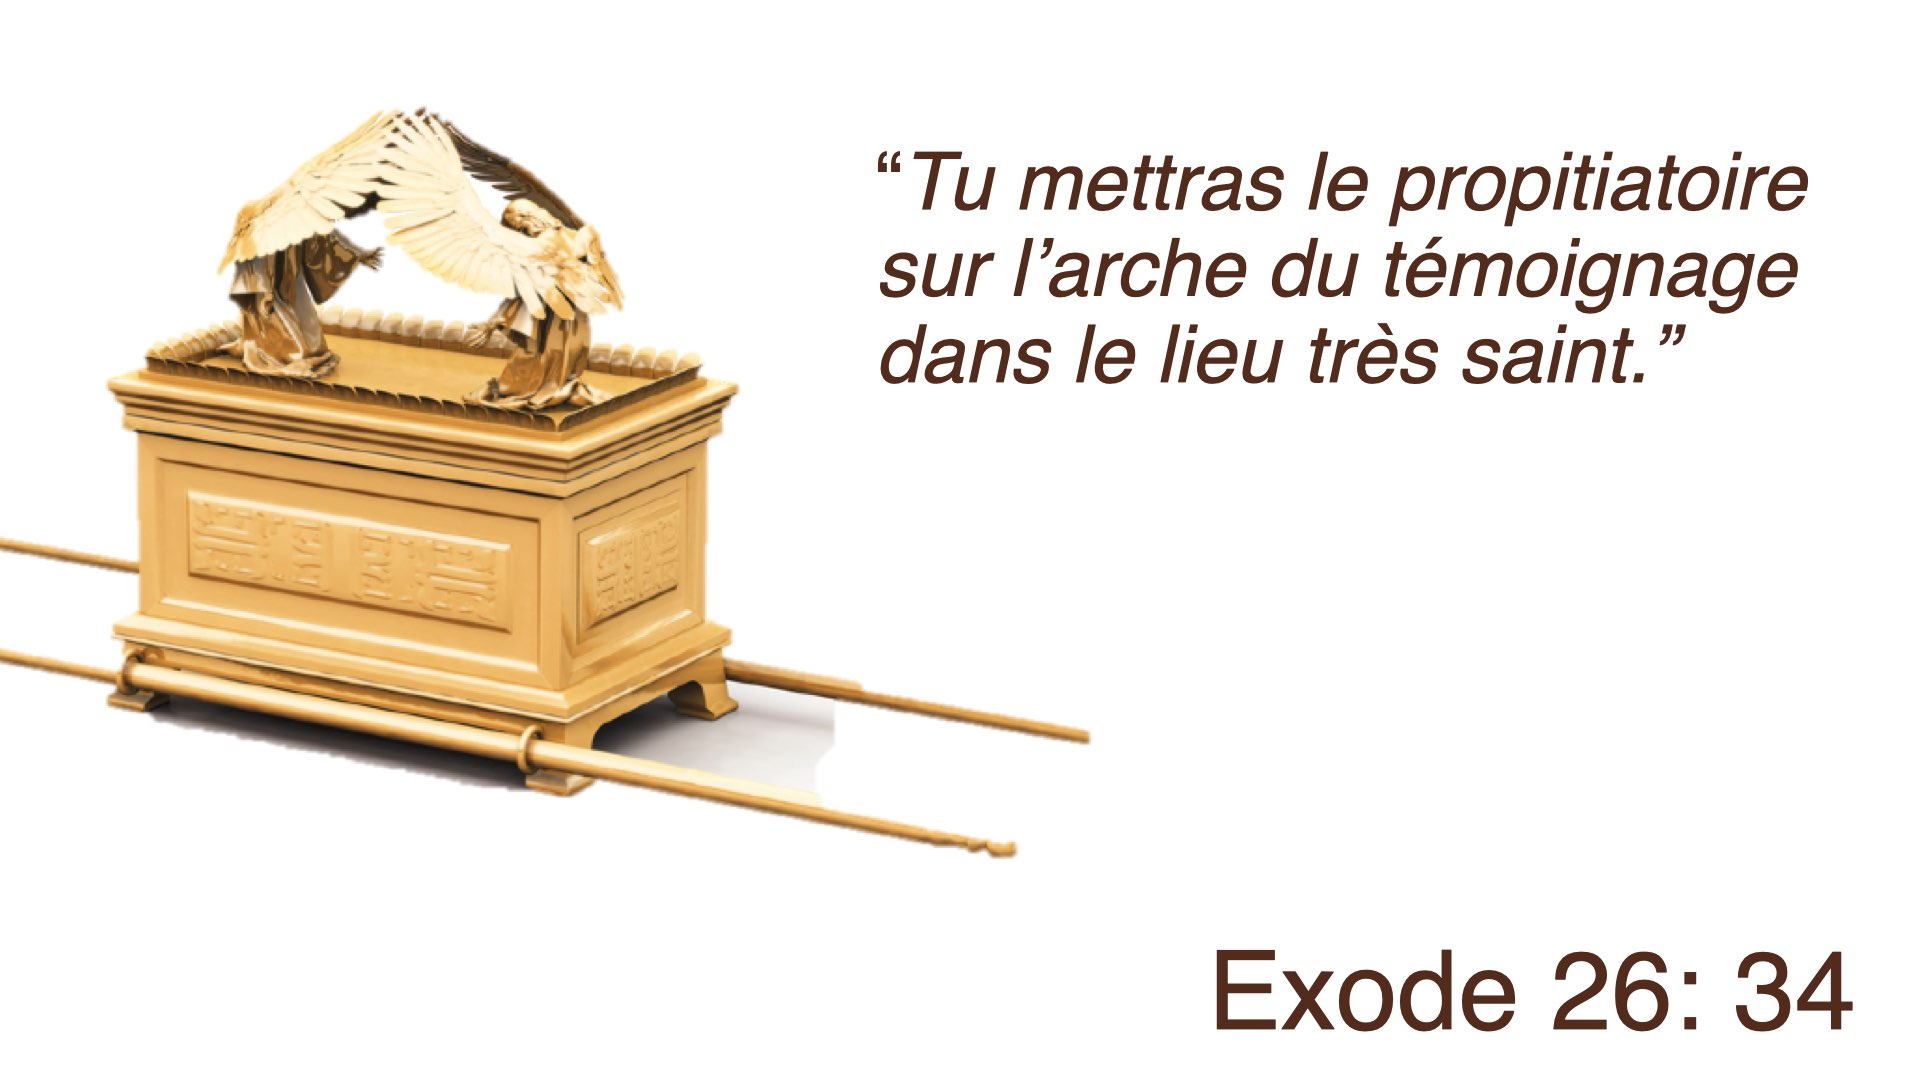 “Tu mettras le propitiatoire
sur l’arche du témoignage
dans le lieu très saint.”
Exode 26: 34